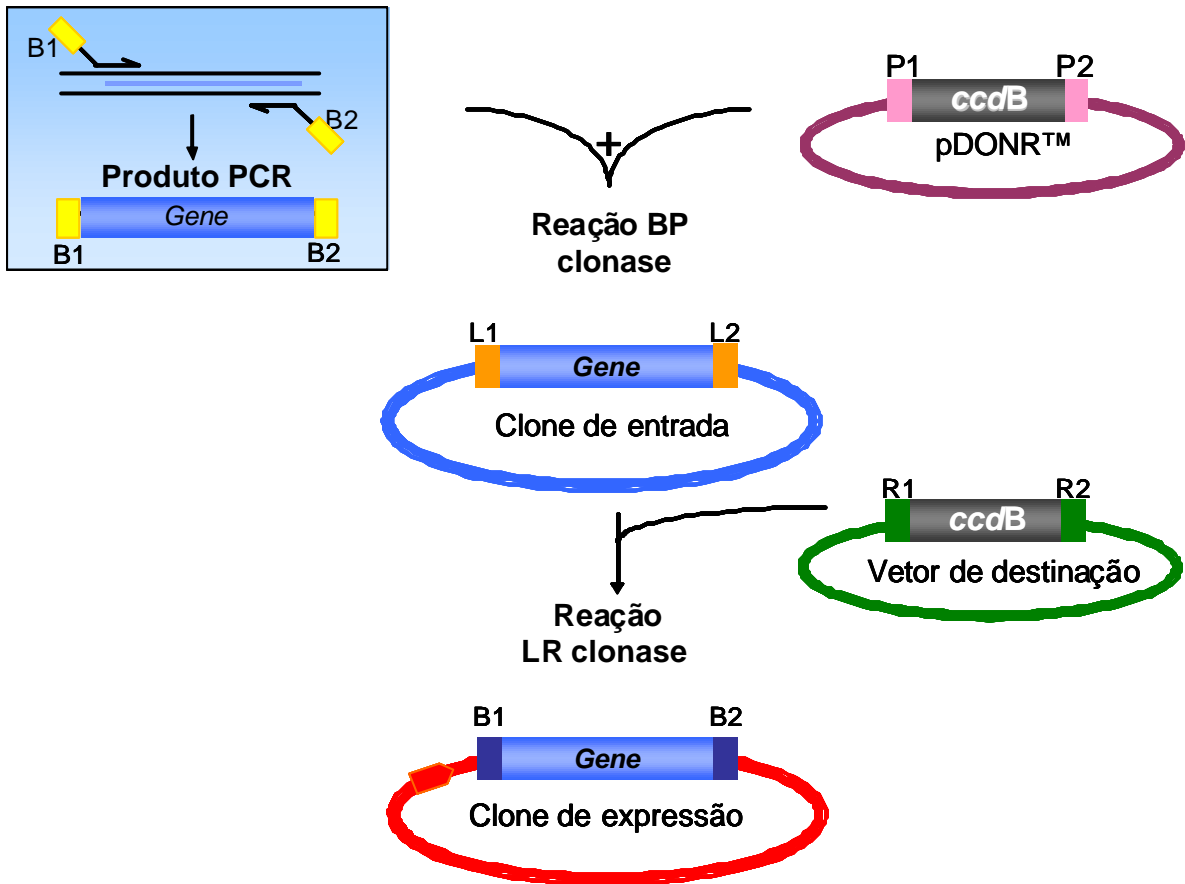 B1
B2
Produto PCR
Gene
B1
B2
+
Reação BP
clonase
P1
P2
ccdB
pDONR™
L1
L2
Gene
Clone de entrada
R1
R2
ccdB
Vetor de destinação
Reação
LR clonase
B1
B2
Gene
Clone de expressão